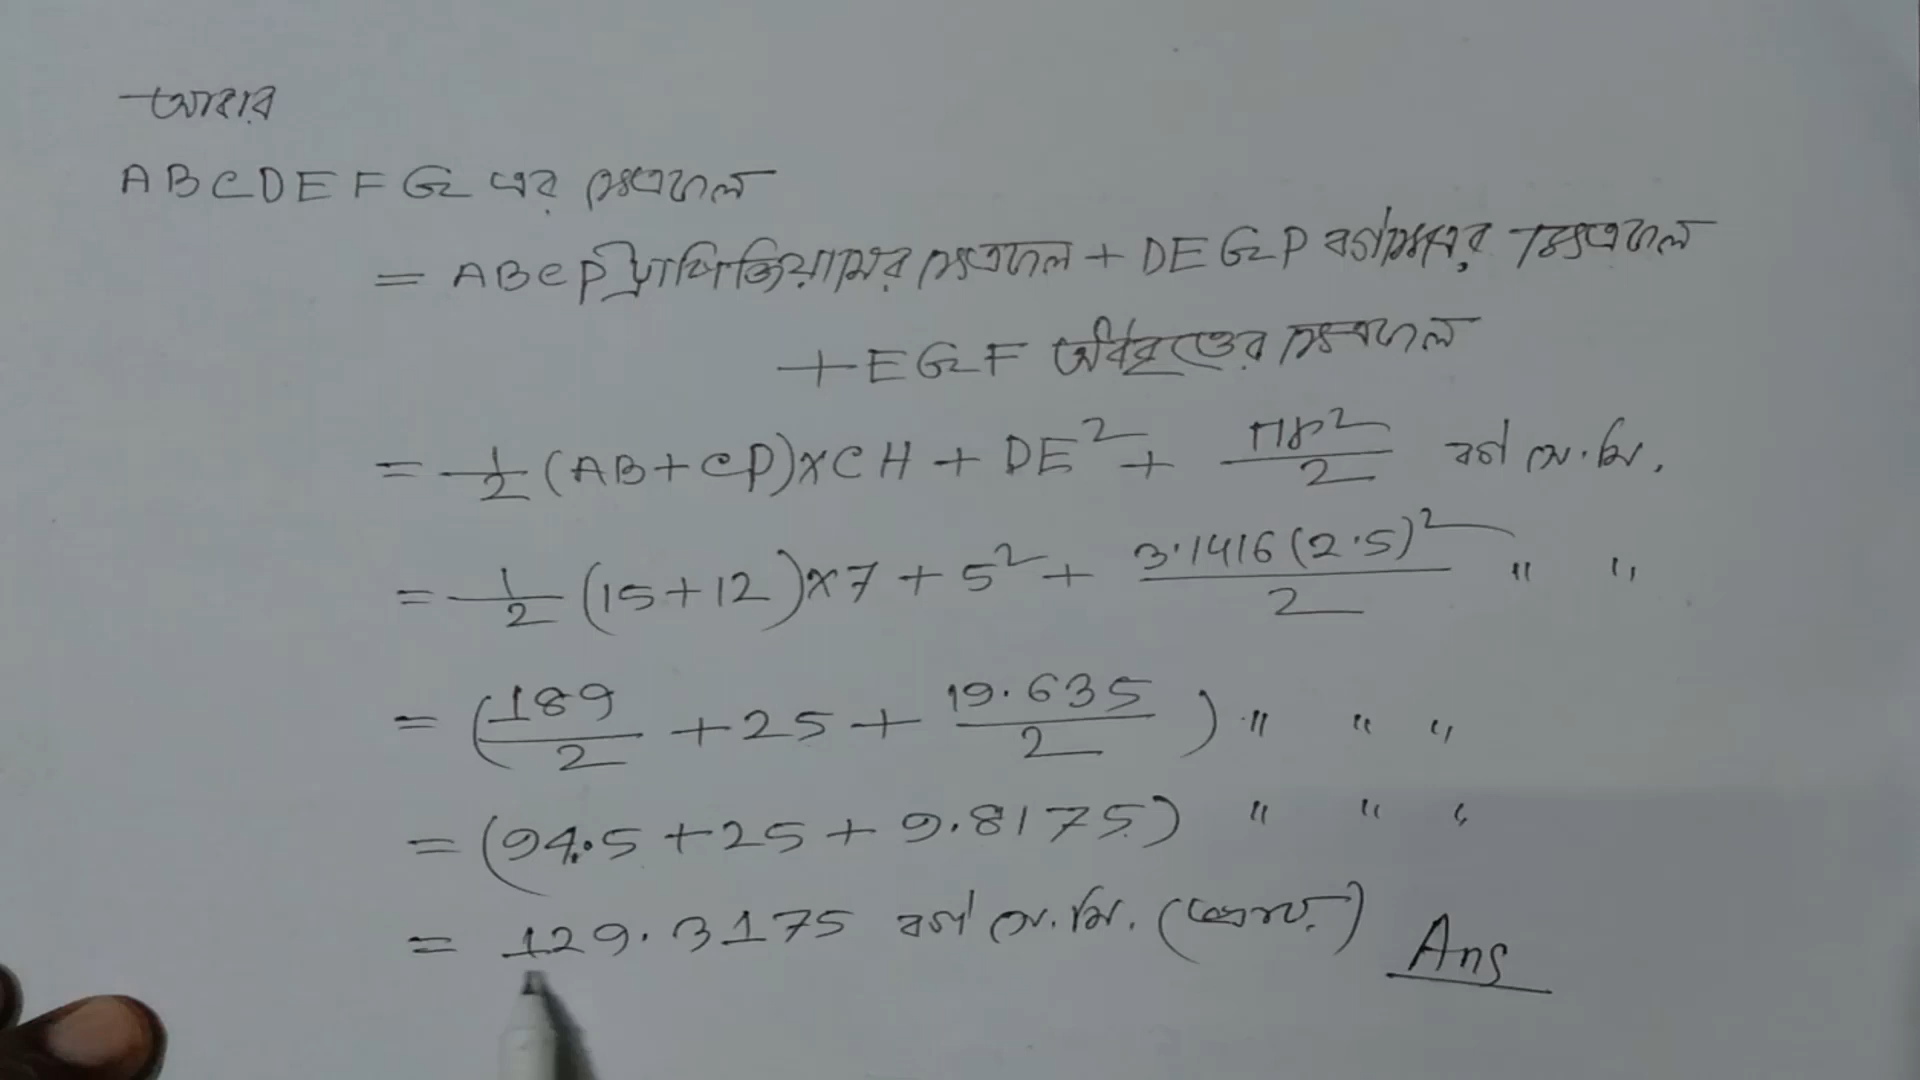 আবার
ABCDEFG এর ক্ষেত্রফল
= ABCP ট্রাপিজিয়ামের ক্ষেত্রফল + DEGP বর্গক্ষেত্রের ক্ষেত্রফল
+ EGF অর্ধবৃত্তের ক্ষেত্রফল
= 1/2 (AB + CP) × CH + DE² + πr²/2 বর্গ সে.মি.
= 1/2 (15+12) × 7 + 5² + 3.1416(2.5)²/2 " "
= (189/2 + 25 + 19.635/2) " " "
= (94.5 + 25 + 9.8175) " " "
= 129.3175 বর্গ সে.মি. (প্রায়) Ans